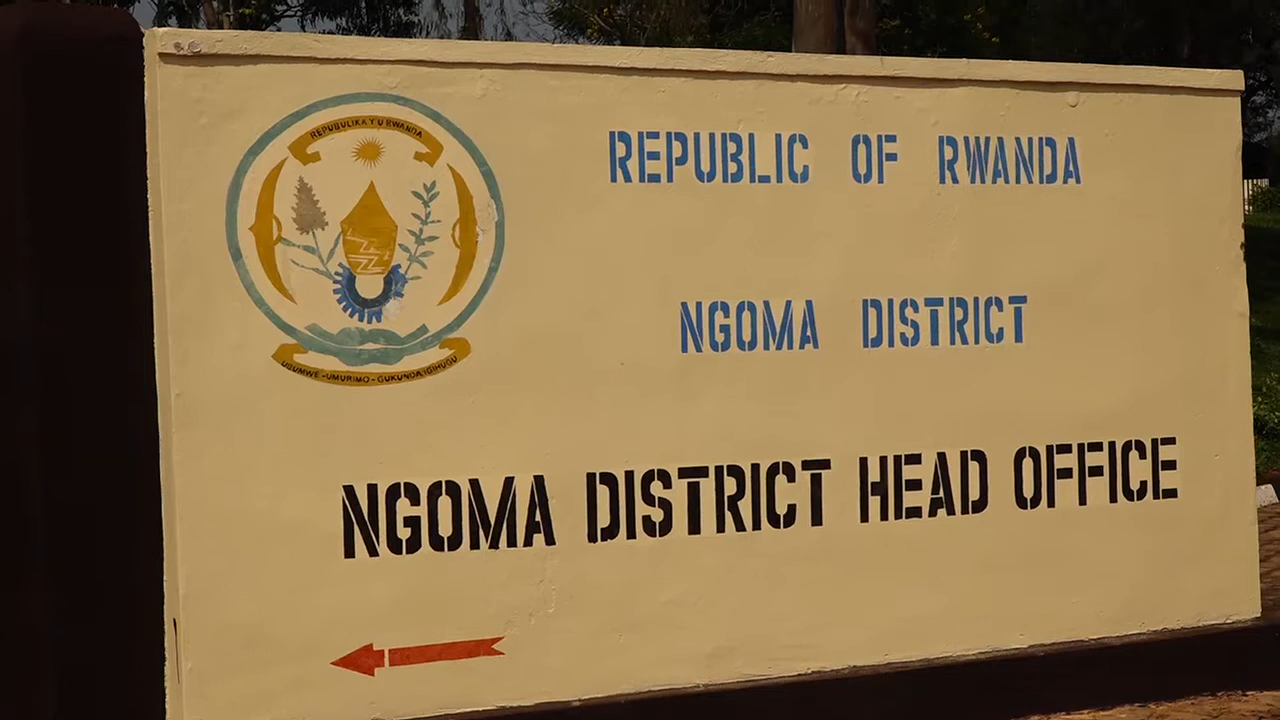 REPUBULIKA Y'U RWANDA
REPUBLIC OF RWANDA
NGOMA DISTRICT
UBUMWE - UMURIMO - GUKUNDA IGIHUGU
NGOMA DISTRICT HEAD OFFICE